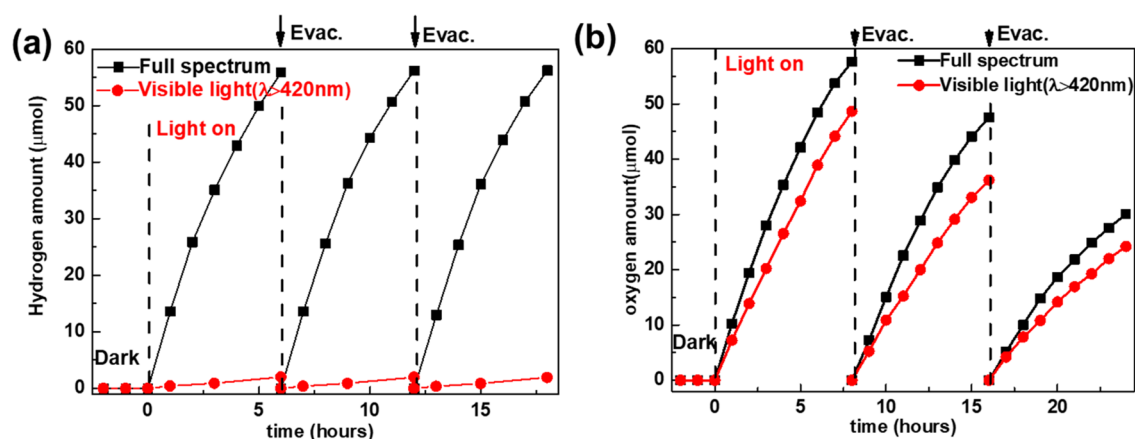 (a)
Evac.
Evac.
Full spectrum
Visible light(λ>420nm)
Light on
Dark
Hydrogen amount (μmol)
60
50
40
30
20
10
0
0
5
10
15
time (hours)
(b)
Evac.
Evac.
Light on
Full spectrum
Visible light(λ>420nm)
Dark
oxygen amount(μmol)
60
50
40
30
20
10
0
0
5
10
15
20
time (hours)